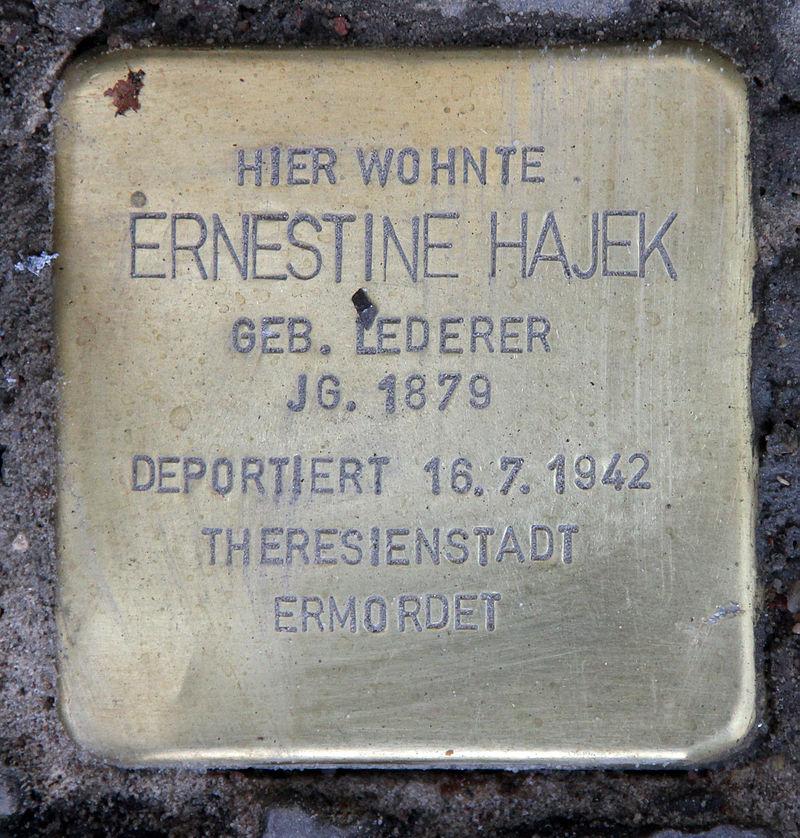 HIER WOHNTE
ERNESTINE HAJEK
GEB. LEDERER
JG. 1879
DEPORTIERT 16.7.1942
THERESIENSTADT
ERMORDET